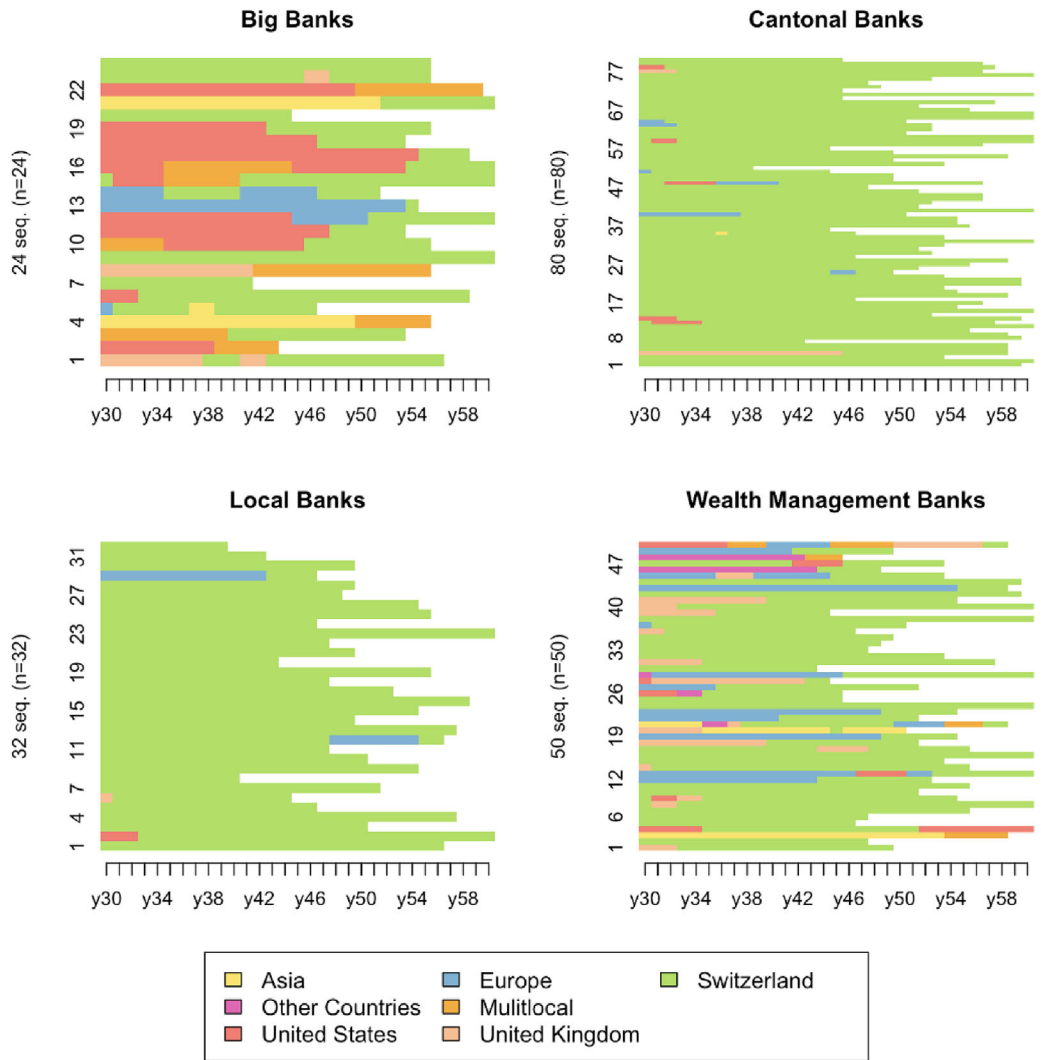 Big Banks
24 seq. (n=24)
22
19
16
13
10
7
4
1
y30 y34 y38 y42 y46 y50 y54 y58
Cantonal Banks
80 seq. (n=80)
77
67
57
47
37
27
17
8
1
y30 y34 y38 y42 y46 y50 y54 y58
Local Banks
32 seq. (n=32)
31
27
23
19
15
11
7
4
1
y30 y34 y38 y42 y46 y50 y54 y58
Wealth Management Banks
50 seq. (n=50)
47
40
33
26
19
12
6
1
y30 y34 y38 y42 y46 y50 y54 y58
Asia Europe Switzerland
Other Countries Mulitlocal
United States United Kingdom